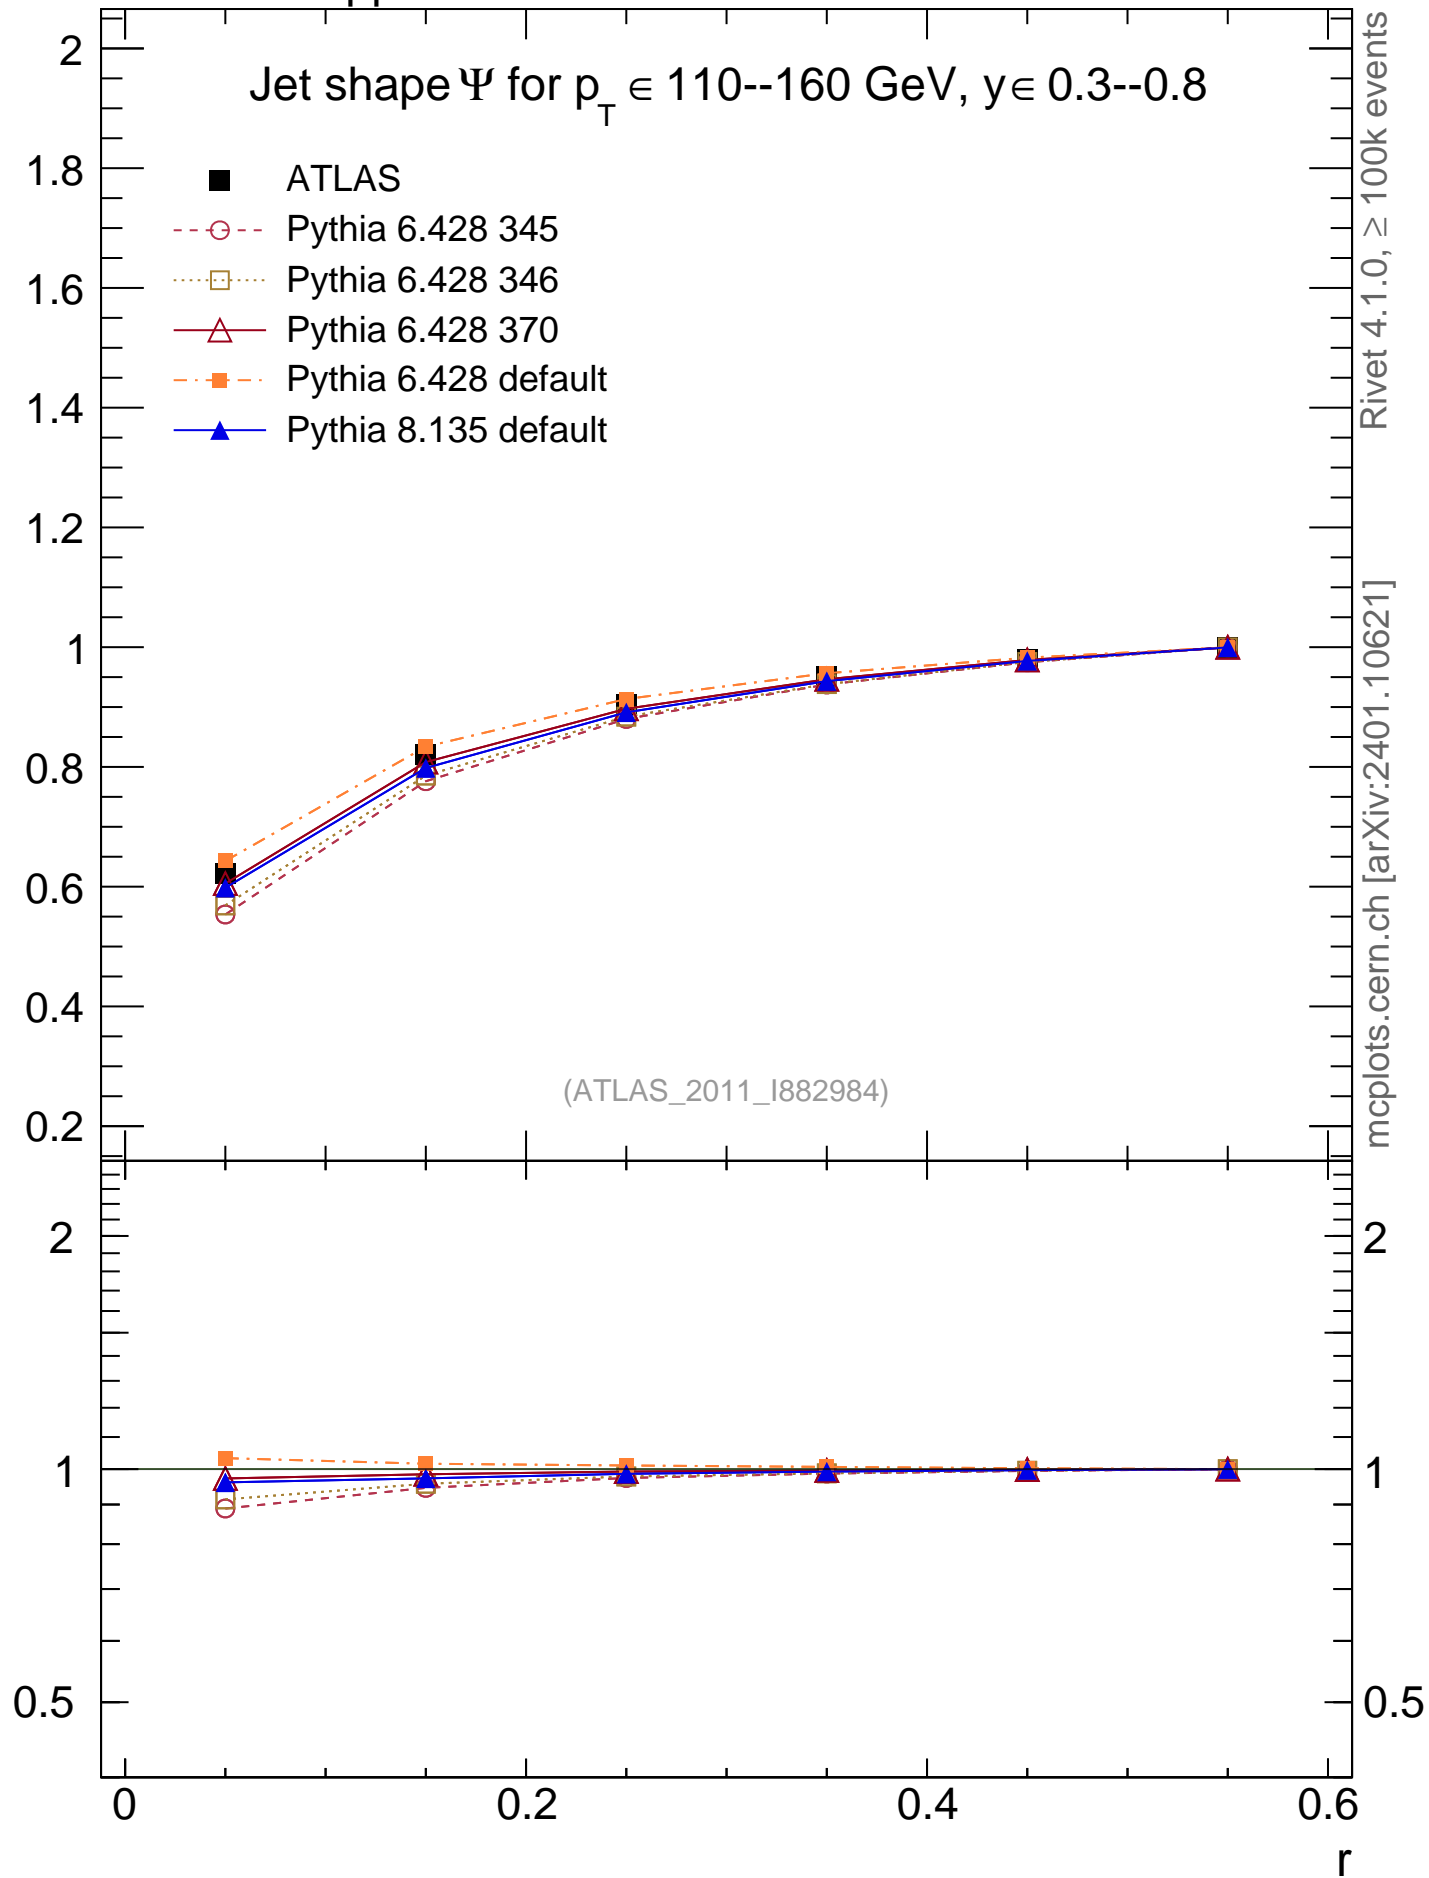 Jet shape Ψ for p_T ∈ 110--160 GeV, y ∈ 0.3--0.8
ATLAS
Pythia 6.428 345
Pythia 6.428 346
Pythia 6.428 370
Pythia 6.428 default
Pythia 8.135 default
2
1.8
1.6
1.4
1.2
1
0.8
0.6
0.4
0.2
(ATLAS_2011_I882984)
Rivet 4.1.0, ≥ 100k events
mcplots.cern.ch [arXiv:2401.10621]
2
1
0.5
2
1
0.5
0
0.2
0.4
0.6
r